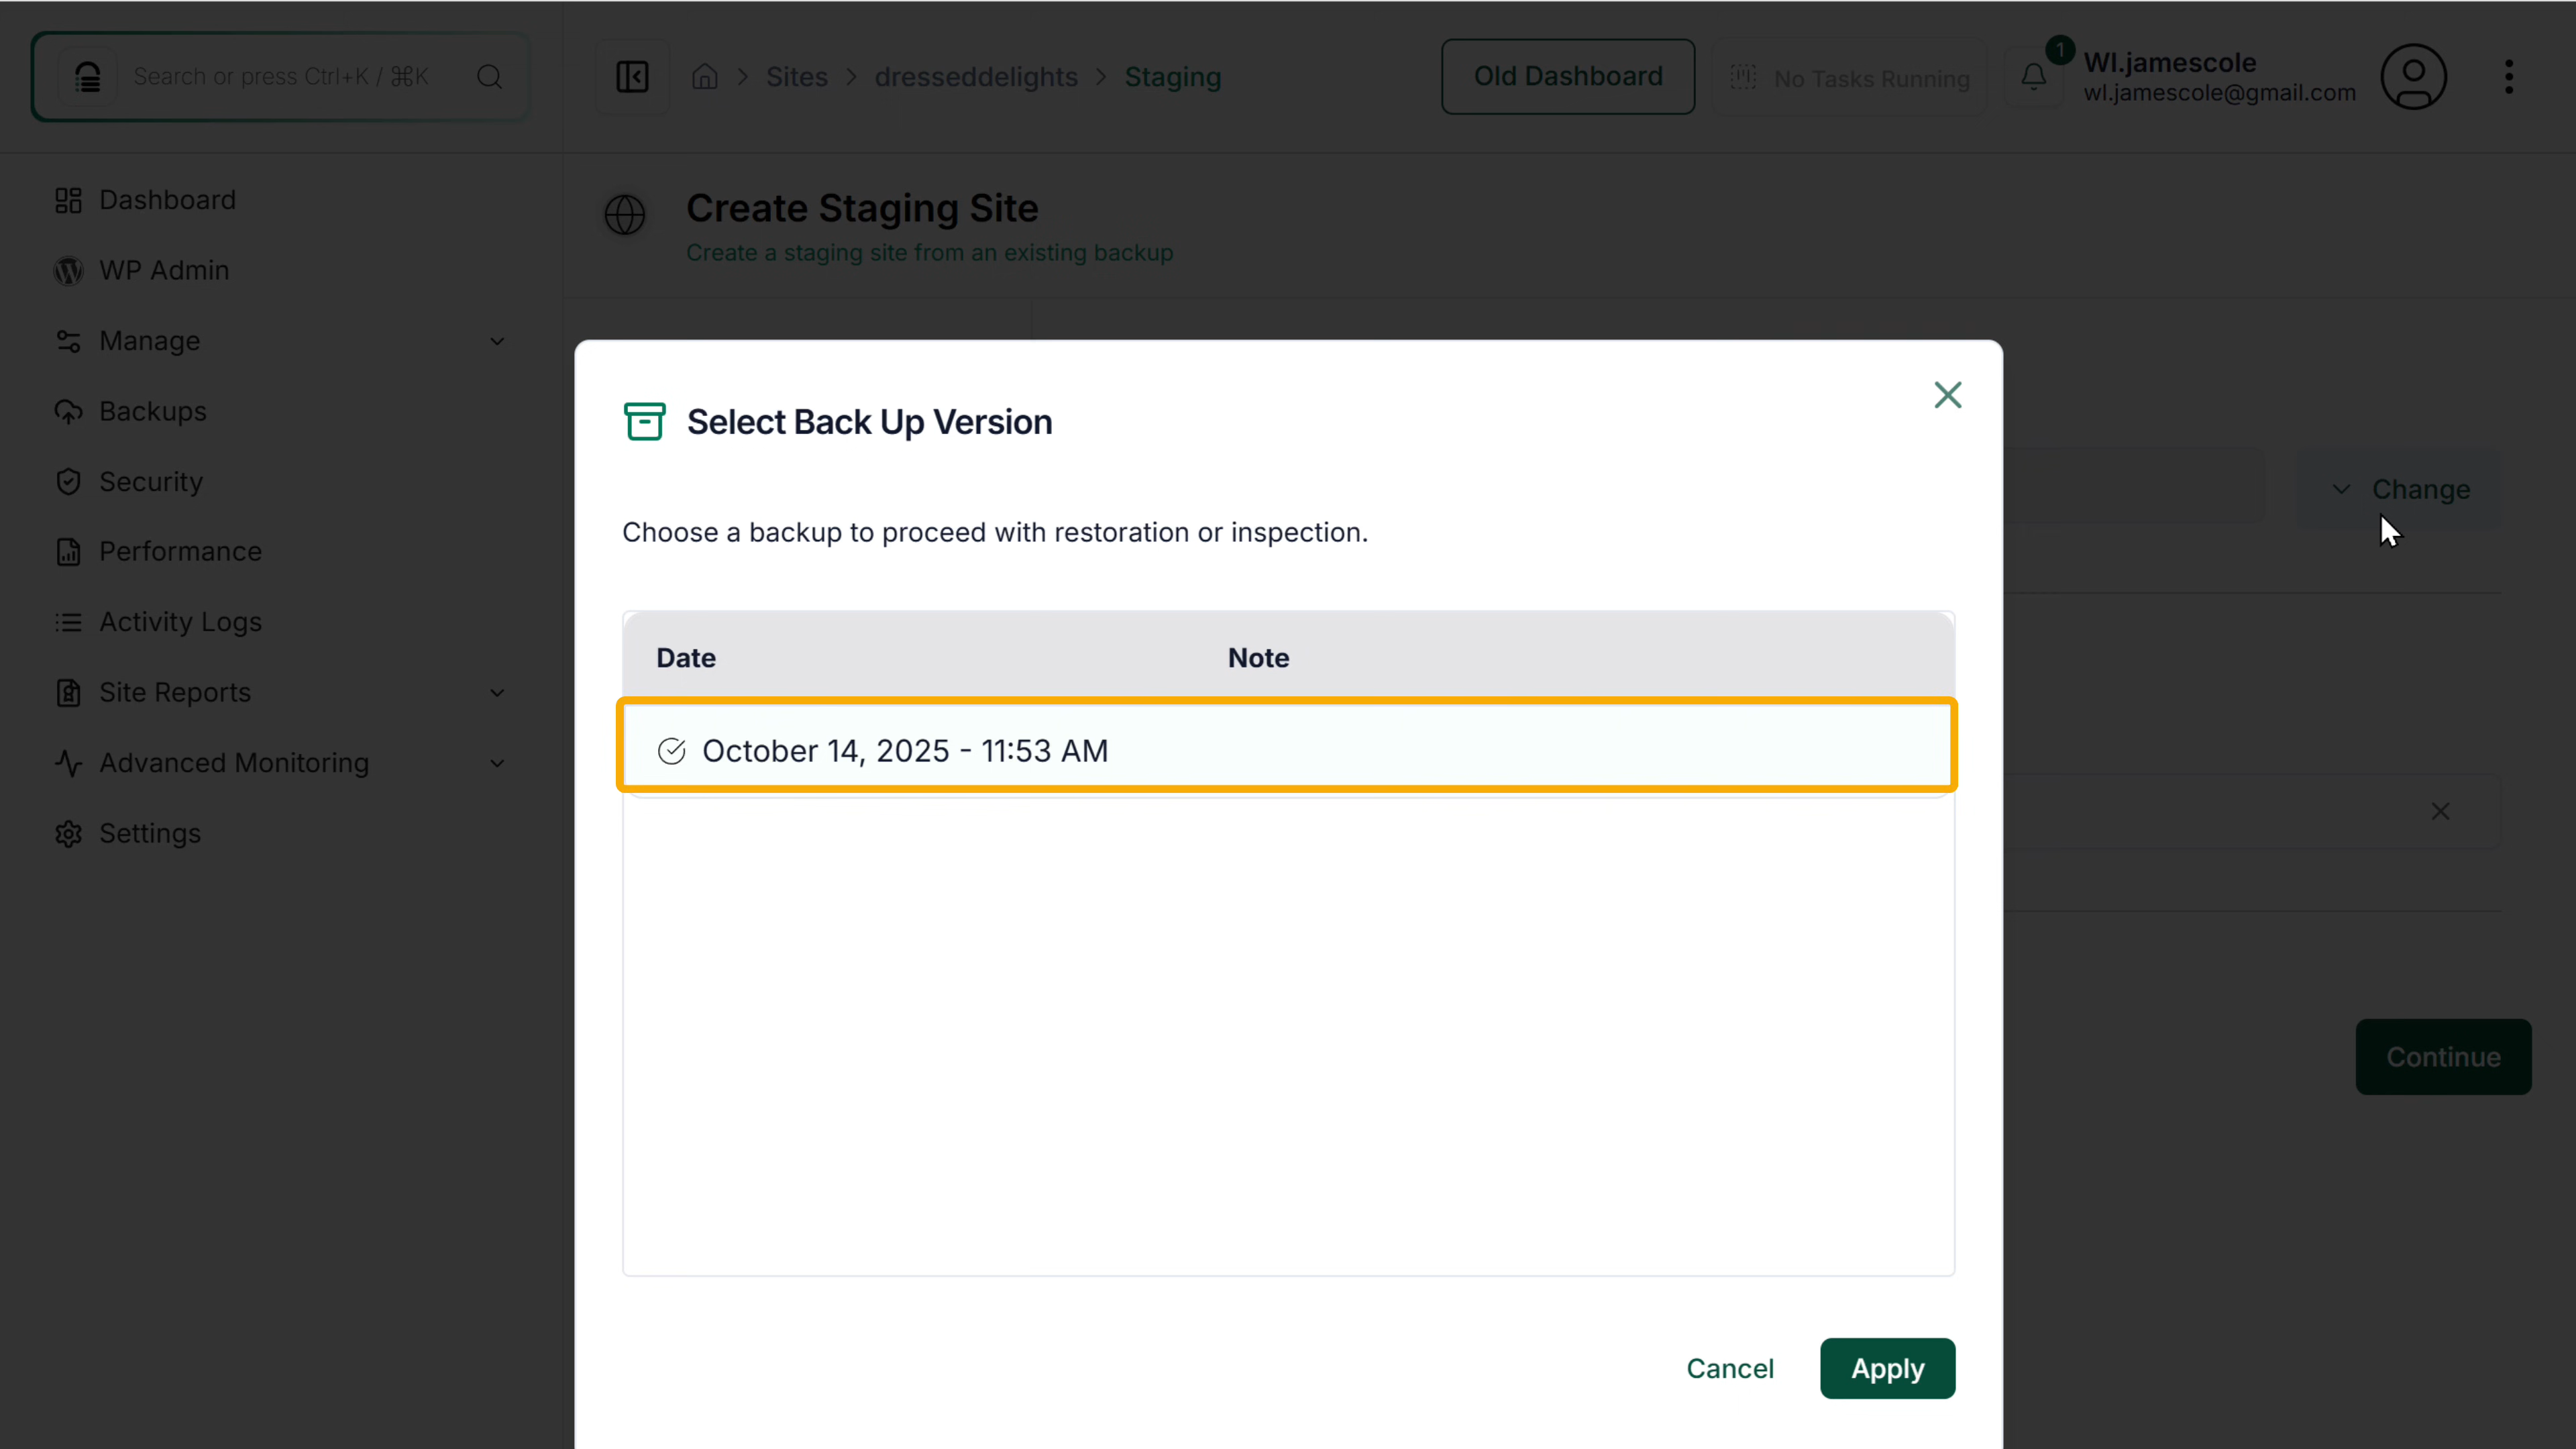 Search or press Ctrl+K / ⌘K
Sites
dresseddelights
Staging
Old Dashboard
No Tasks Running
1
Wl.jamescole
wl.jamescole@gmail.com
Dashboard
WP Admin
Manage
Backups
Security
Performance
Activity Logs
Site Reports
Advanced Monitoring
Settings
Create Staging Site
Create a staging site from an existing backup
Change
Continue
Select Back Up Version
Choose a backup to proceed with restoration or inspection.
Date Note
October 14, 2025 - 11:53 AM
Cancel Apply